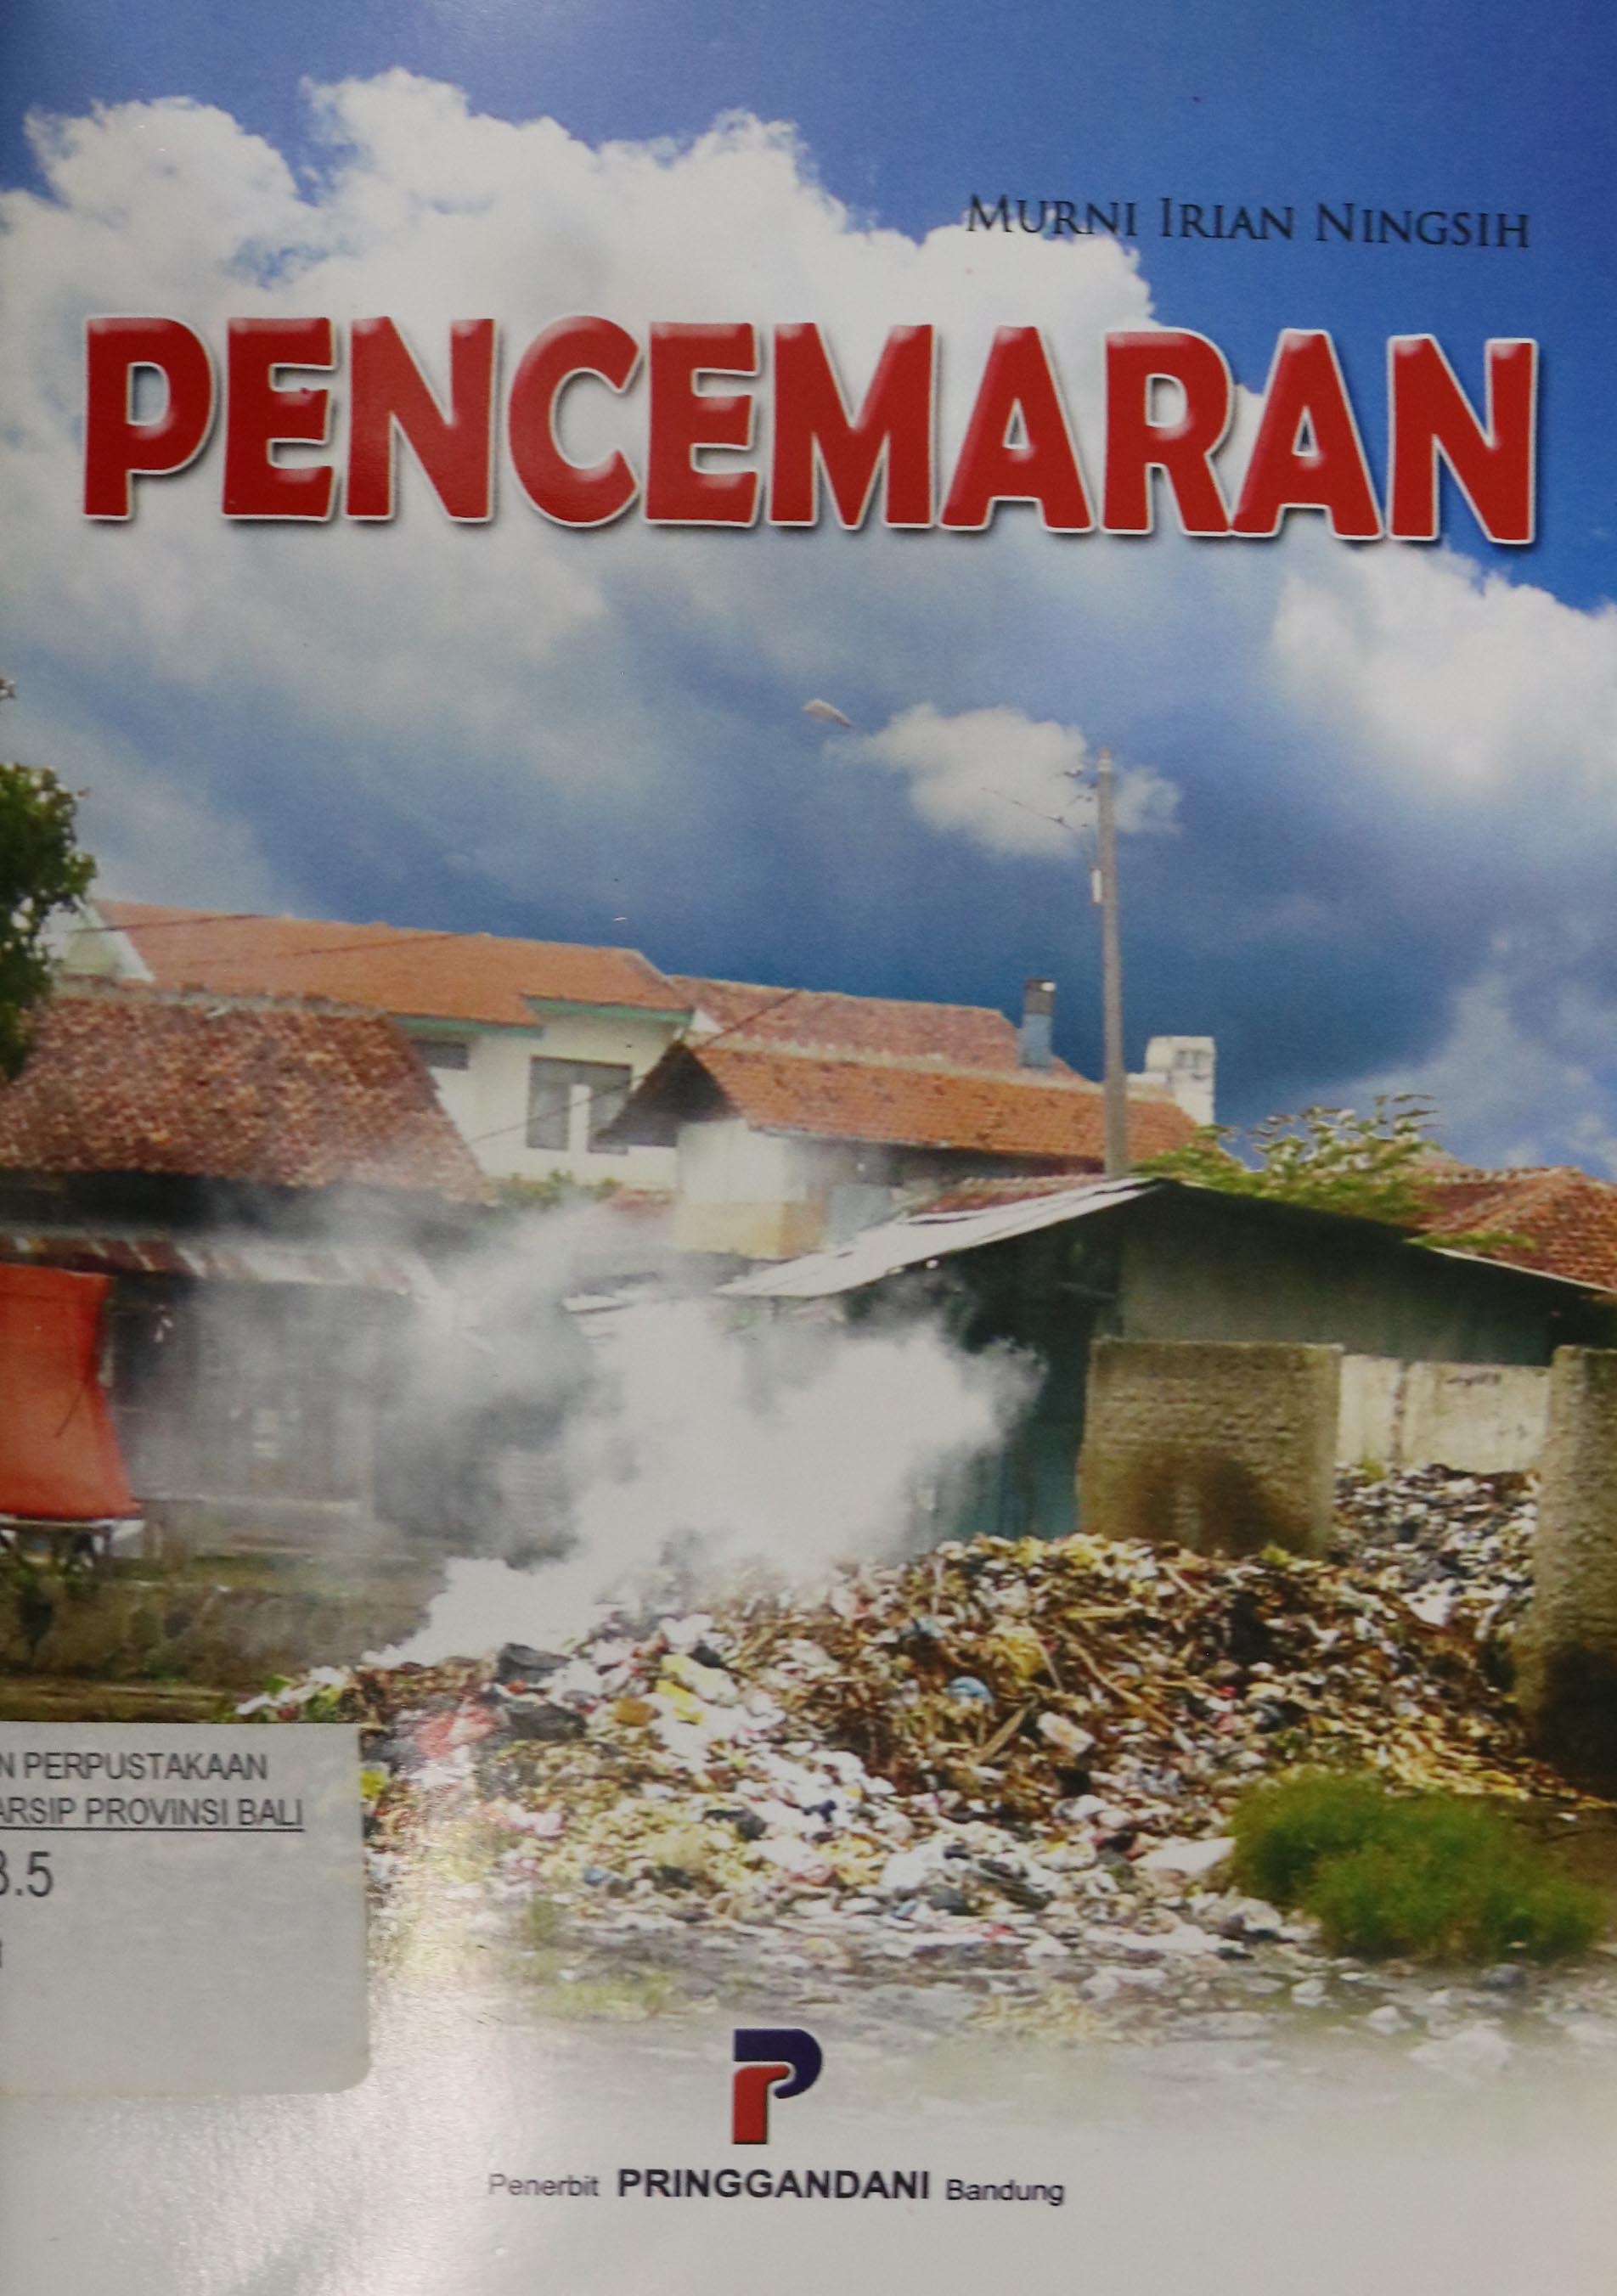 MURNI IRIAN NINGSIH
PENCEMARAN
N PERPUSTAKAAN
ARSIP PROVINSI BALI
3.5
Penerbit PRINGGANDANI Bandung